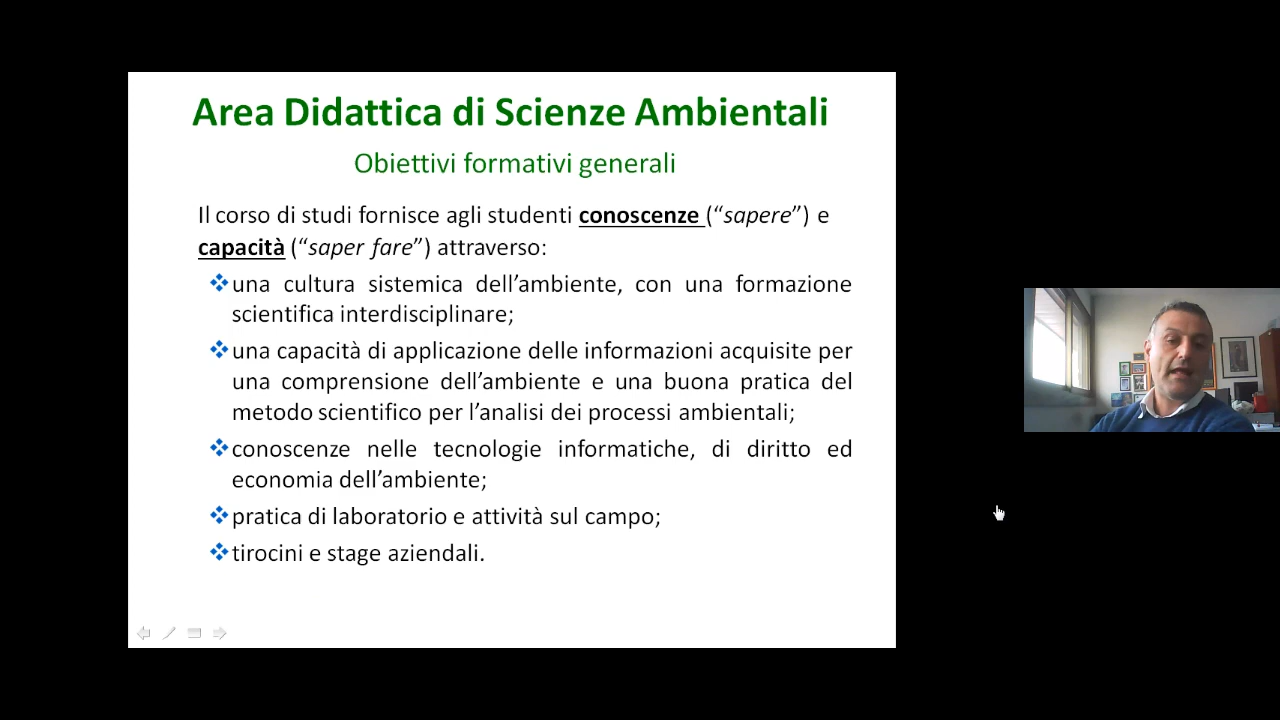 Area Didattica di Scienze Ambientali
Obiettivi formativi generali
Il corso di studi fornisce agli studenti conoscenze (“sapere”) e
capacità (“saper fare”) attraverso:
una cultura sistemica dell’ambiente, con una formazione
scientifica interdisciplinare;
una capacità di applicazione delle informazioni acquisite per
una comprensione dell’ambiente e una buona pratica del
metodo scientifico per l’analisi dei processi ambientali;
conoscenze nelle tecnologie informatiche, di diritto ed
economia dell’ambiente;
pratica di laboratorio e attività sul campo;
tirocini e stage aziendali.